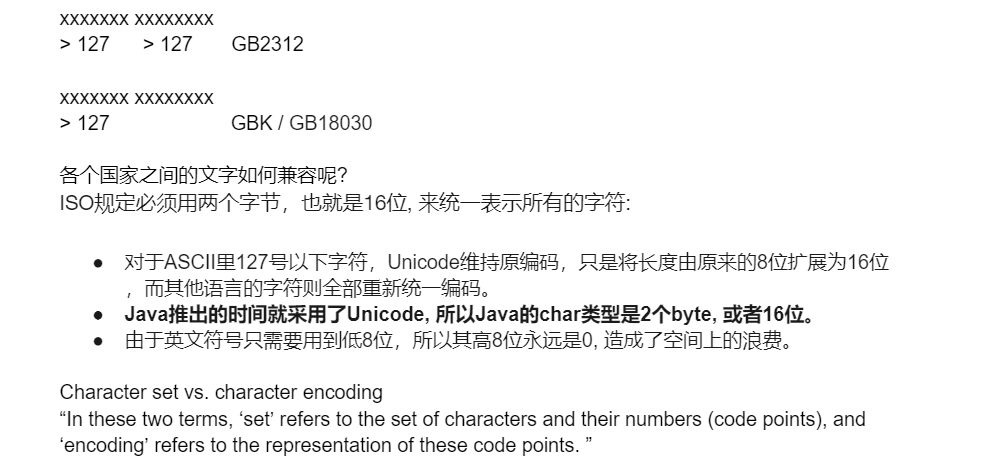 xxxxxxx xxxxxxxx
> 127 > 127 GB2312
xxxxxxx xxxxxxxx
> 127 GBK / GB18030
各个国家之间的文字如何兼容呢?
ISO规定必须用两个字节，也就是16位, 来统一表示所有的字符:
● 对于ASCII里127号以下字符，Unicode维持原编码，只是将长度由原来的8位扩展为16位
，而其他语言的字符则全部重新统一编码。
● Java推出的时间就采用了Unicode, 所以Java的char类型是2个byte, 或者16位。
● 由于英文符号只需要用到低8位，所以其高8位永远是0, 造成了空间上的浪费。
Character set vs. character encoding
“In these two terms, ‘set’ refers to the set of characters and their numbers (code points), and
‘encoding’ refers to the representation of these code points. ”